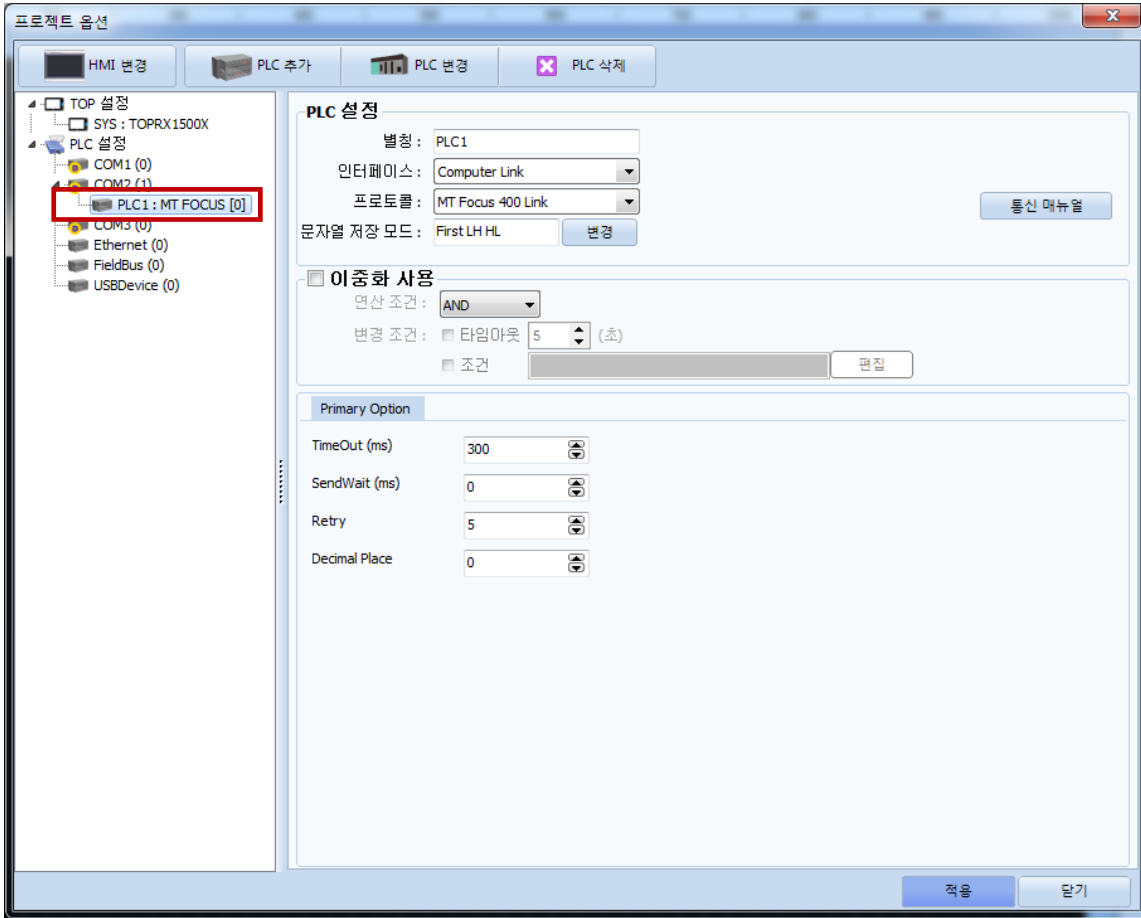 프로젝트 옵션
HMI 변경
PLC 추가
PLC 변경
PLC 삭제
TOP 설정
SYS : TOPRX1500X
PLC 설정
COM1 (0)
COM2 (1)
PLC1 : MT FOCUS [0]
COM3 (0)
Ethernet (0)
FieldBus (0)
USBDevice (0)
PLC 설정
별칭 : PLC1
인터페이스 : Computer Link
프로토콜 : MT Focus 400 Link
통신 매뉴얼
문자열 저장 모드 : First LH HL 변경
이중화 사용
연산 조건 : AND
변경 조건 : 타임아웃 5 (초)
조건 편집
Primary Option
TimeOut (ms) 300
SendWait (ms) 0
Retry 5
Decimal Place 0
적용 닫기